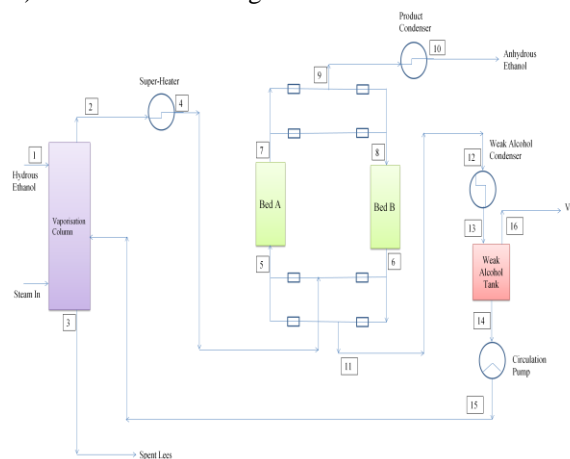 Product
Condenser
10
Anhydrous
Ethanol
9
Super-Heater
4
2
1
Hydrous
Ethanol
Vaporisation
Column
Steam In
3
Spent Lees
7
8
Bed A
Bed B
5
6
11
Weak Alcohol
Condenser
12
13
16
V
Weak
Alcohol
Tank
14
Circulation
Pump
15